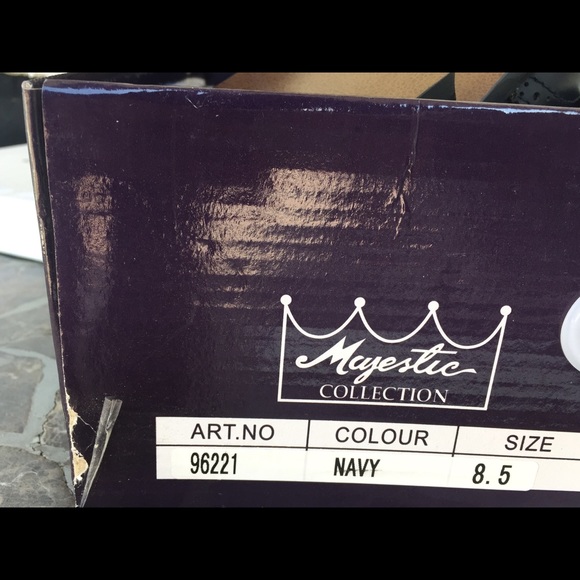 Majestic
COLLECTION
ART.NO COLOUR SIZE
96221 NAVY 8.5